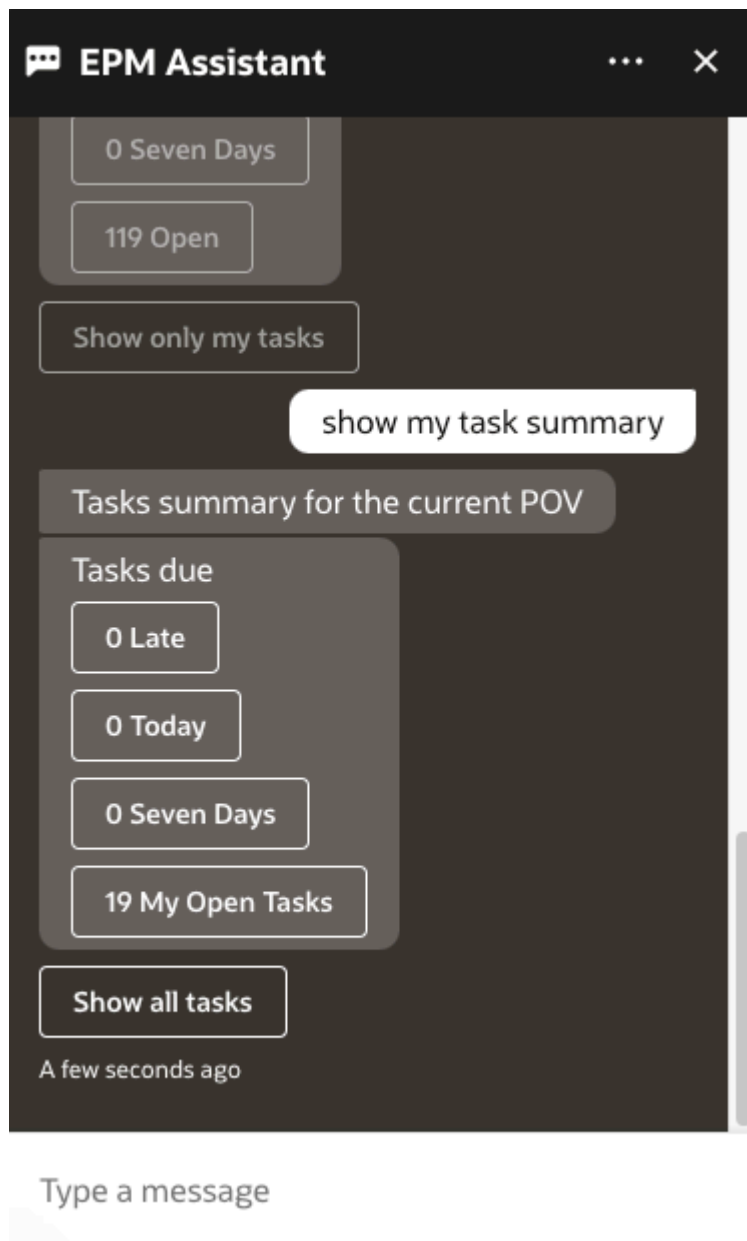 EPM Assistant
0 Seven Days
119 Open
Show only my tasks
show my task summary
Tasks summary for the current POV
Tasks due
0 Late
0 Today
0 Seven Days
19 My Open Tasks
Show all tasks
A few seconds ago
Type a message